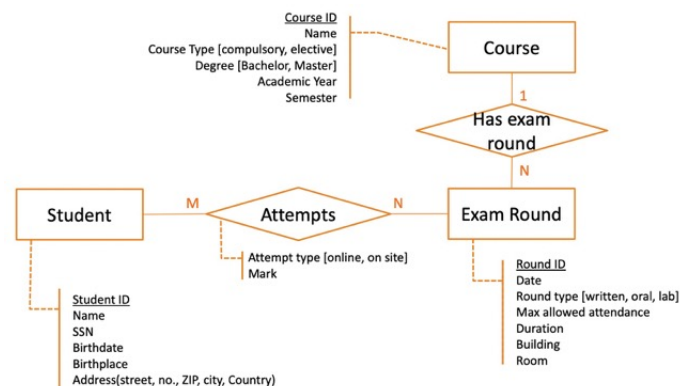 Course ID
Name
Course Type [compulsory, elective]
Degree [Bachelor, Master]
Academic Year
Semester
Course
1
Has exam
round
N
Student
M
Attempts
N
Exam Round
Attempt type [online, on site]
Mark
Student ID
Name
SSN
Birthdate
Birthplace
Address(street, no., ZIP, city, Country)
Round ID
Date
Round type [written, oral, lab]
Max allowed attendance
Duration
Building
Room